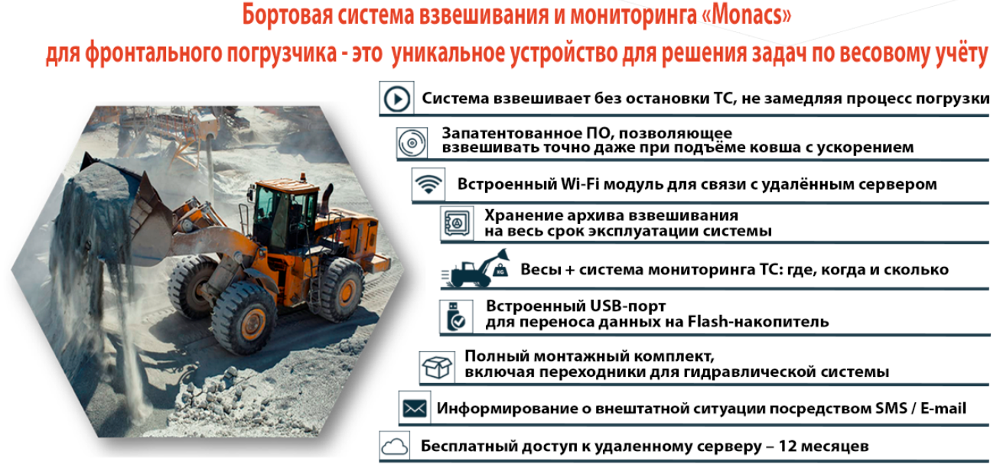 Бортовая система взвешивания и мониторинга «Monacs»
для фронтального погрузчика - это уникальное устройство для решения задач по весовому учёту
Система взвешивает без остановки ТС, не замедляя процесс погрузки
Запатентованное ПО, позволяющее
взвешивать точно даже при подъёме ковша с ускорением
Встроенный Wi-Fi модуль для связи с удалённым сервером
Хранение архива взвешивания
на весь срок эксплуатации системы
KG
Весы + система мониторинга ТС: где, когда и сколько
Встроенный USB-порт
для переноса данных на Flash-накопитель
Полный монтажный комплект,
включая переходники для гидравлической системы
Информирование о внештатной ситуации посредством SMS / E-mail
Бесплатный доступ к удаленному серверу – 12 месяцев